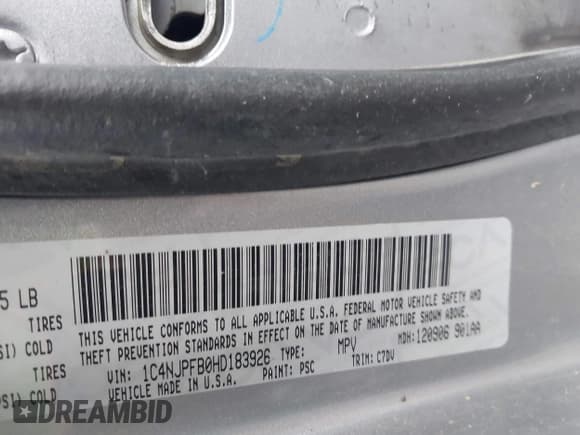 5 LB
TIRES
SI) COLD
TIRES
PSI) COLD
THIS VEHICLE CONFORMS TO ALL APPLICABLE U.S.A. FEDERAL MOTOR VEHICLE SAFETY AND
THEFT PREVENTION STANDARDS IN EFFECT ON THE DATE OF MANUFACTURE SHOWN ABOVE.
VIN: 1C4NJPFB0HD183926 TYPE: MPV MDH: 120906 901AA
VEHICLE MADE IN U.S.A. PAINT: PSC TRIM: C7DV
DREAMBID